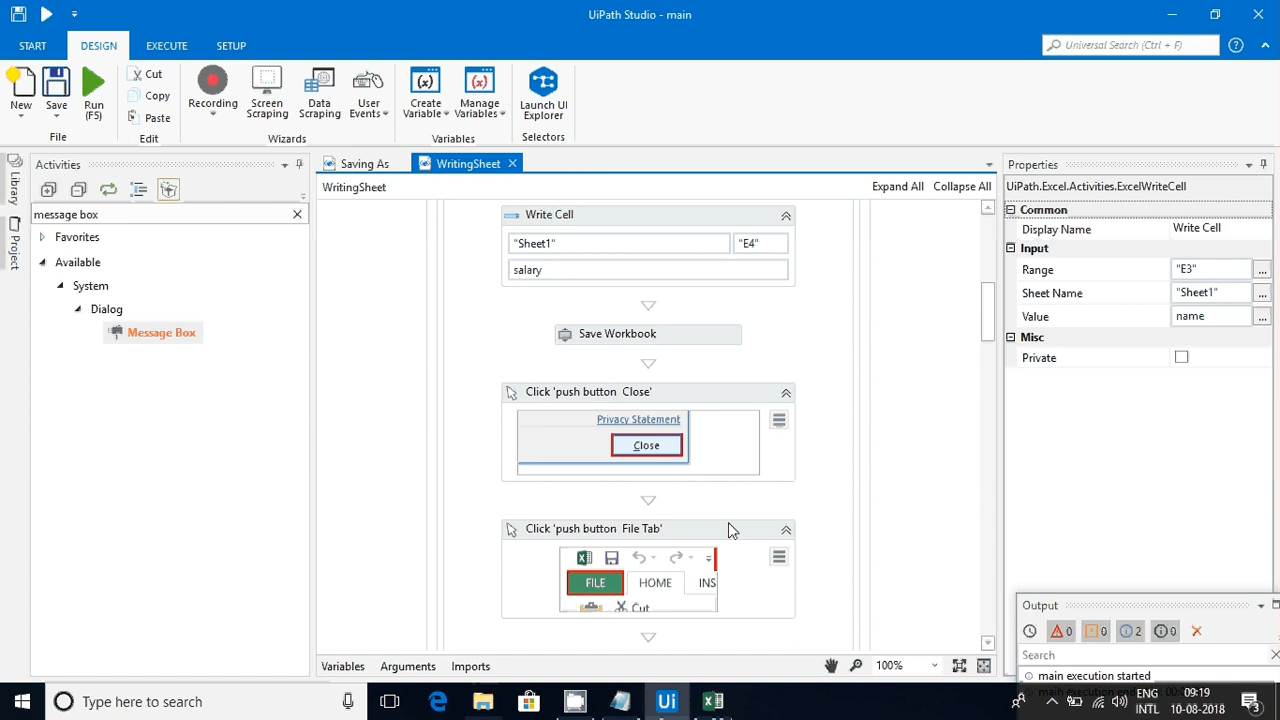 UiPath Studio - main
START DESIGN EXECUTE SETUP
Universal Search (Ctrl + F)
New
Save
Run
(F5)
Cut
Copy
Paste
Recording
Screen
Scraping
Data
Scraping
User
Events
Create
Variable
Manage
Variables
Launch UI
Explorer
File Edit Wizards Variables Selectors
Library
Project
Activities
message box
Favorites
Available
System
Dialog
Message Box
Saving As WritingSheet
WritingSheet Expand All Collapse All
Write Cell
"Sheet1" "E4"
salary
Save Workbook
Click 'push button Close'
Privacy Statement
Close
Click 'push button File Tab'
FILE HOME INS
Cut
Variables Arguments Imports 100%
Properties
UiPath.Excel.Activities.ExcelWriteCell
Common
Display Name Write Cell
Input
Range "E3" ...
Sheet Name "Sheet1" ...
Value name ...
Misc
Private
Output
0 0 2 0
Search
main execution started
Type here to search
Ui
ENG
INTL
09:19
10-08-2018
3